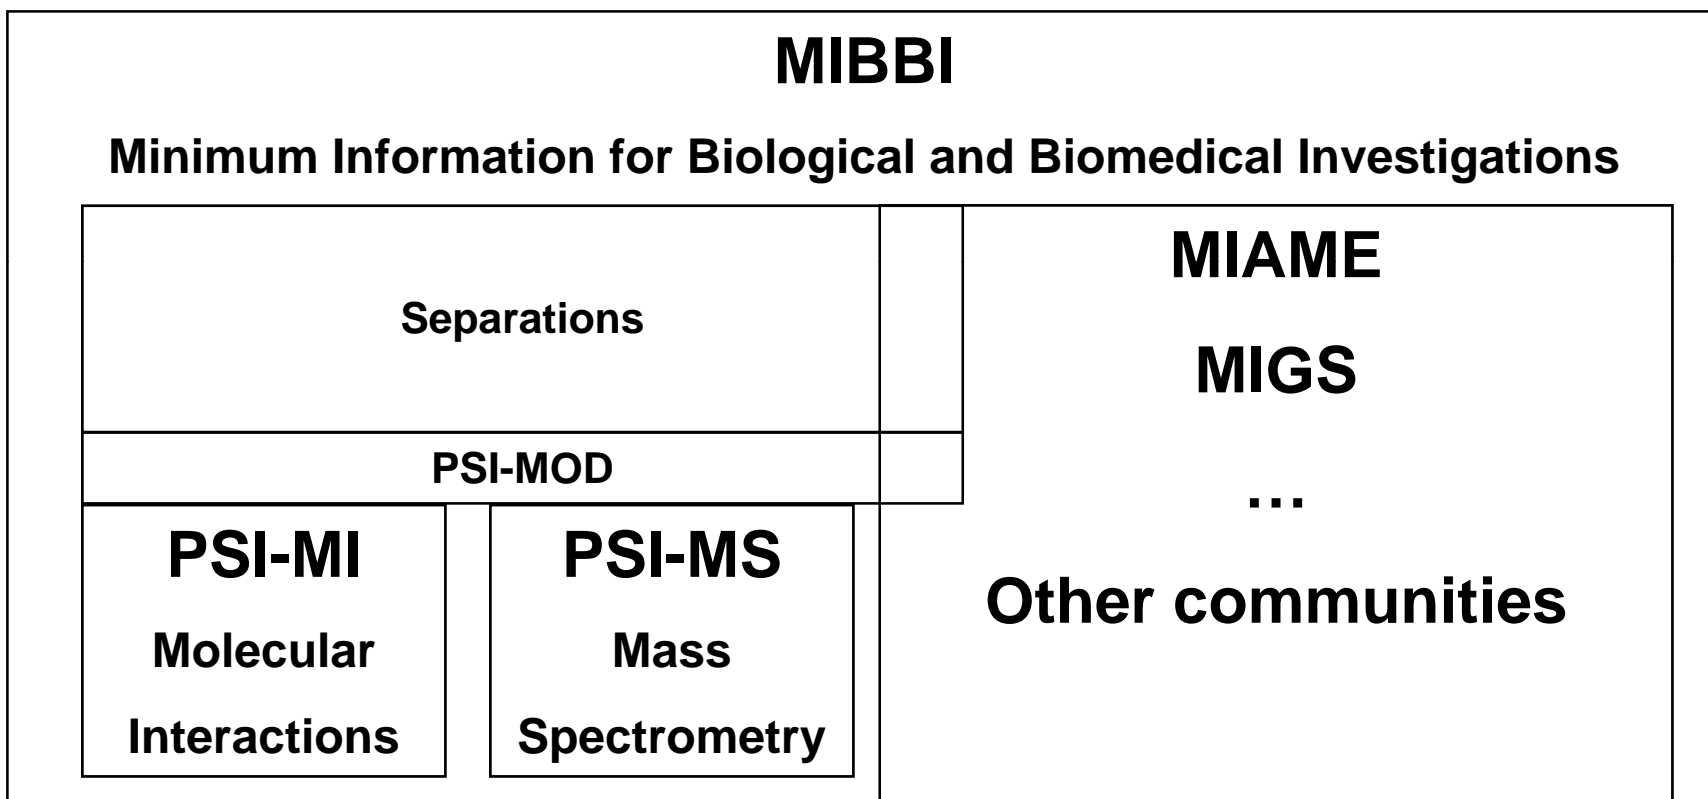 MIBBI
Minimum Information for Biological and Biomedical Investigations
Separations
PSI-MOD
PSI-MI
Molecular
Interactions
PSI-MS
Mass
Spectrometry
MIAME
MIGS
…
Other communities